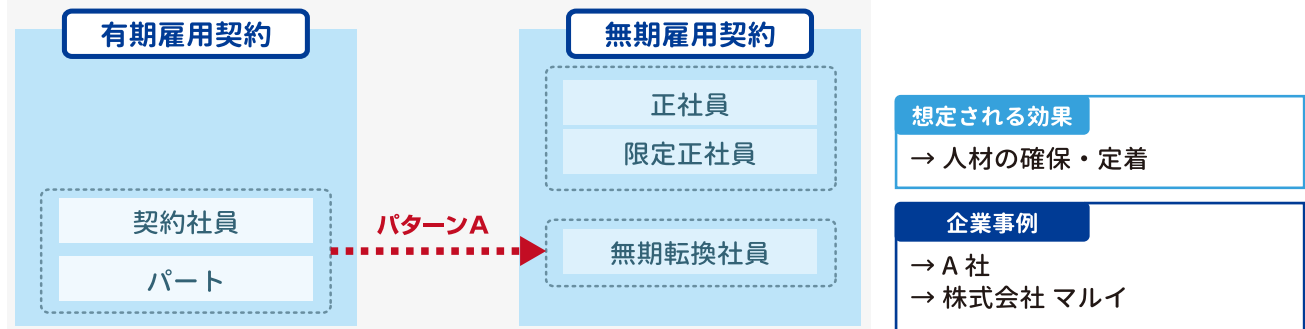 有期雇用契約
契約社員
パート
パターンA
無期雇用契約
正社員
限定正社員
無期転換社員
想定される効果
→ 人材の確保・定着
企業事例
→ A 社
→ 株式会社 マルイ